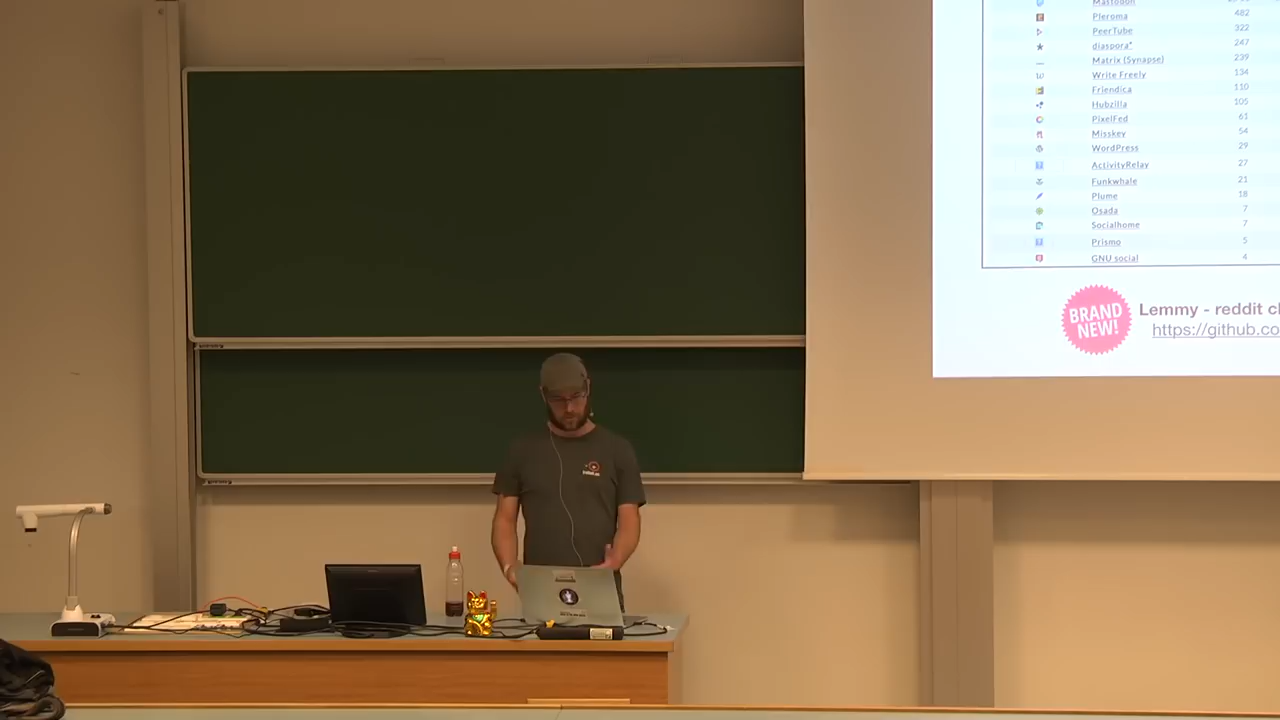 Mastodon
Pleroma 482
PeerTube 322
diaspora* 247
Matrix (Synapse) 239
Write Freely 134
Friendica 110
Hubzilla 105
PixelFed 61
Misskey 54
WordPress 29
ActivityRelay 27
Funkwhale 21
Plume 18
Osada 7
Socialhome 7
Prismo 5
GNU social 4
BRAND
NEW!
Lemmy - reddit cl
https://github.co